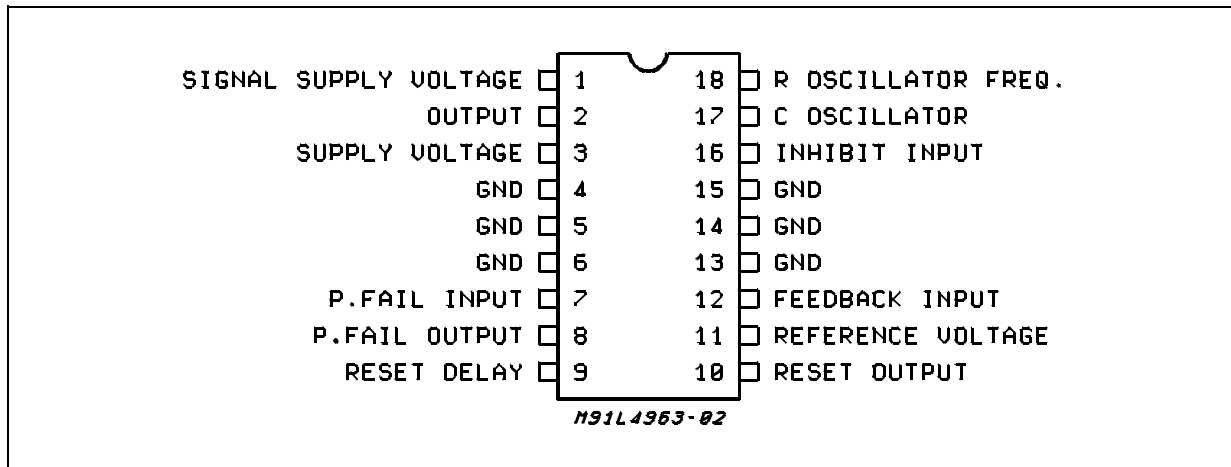 SIGNAL SUPPLY VOLTAGE 1 18 R OSCILLATOR FREQ.
OUTPUT 2 17 C OSCILLATOR
SUPPLY VOLTAGE 3 16 INHIBIT INPUT
GND 4 15 GND
GND 5 14 GND
GND 6 13 GND
P.FAIL INPUT 7 12 FEEDBACK INPUT
P.FAIL OUTPUT 8 11 REFERENCE VOLTAGE
RESET DELAY 9 10 RESET OUTPUT
M91L4963-02